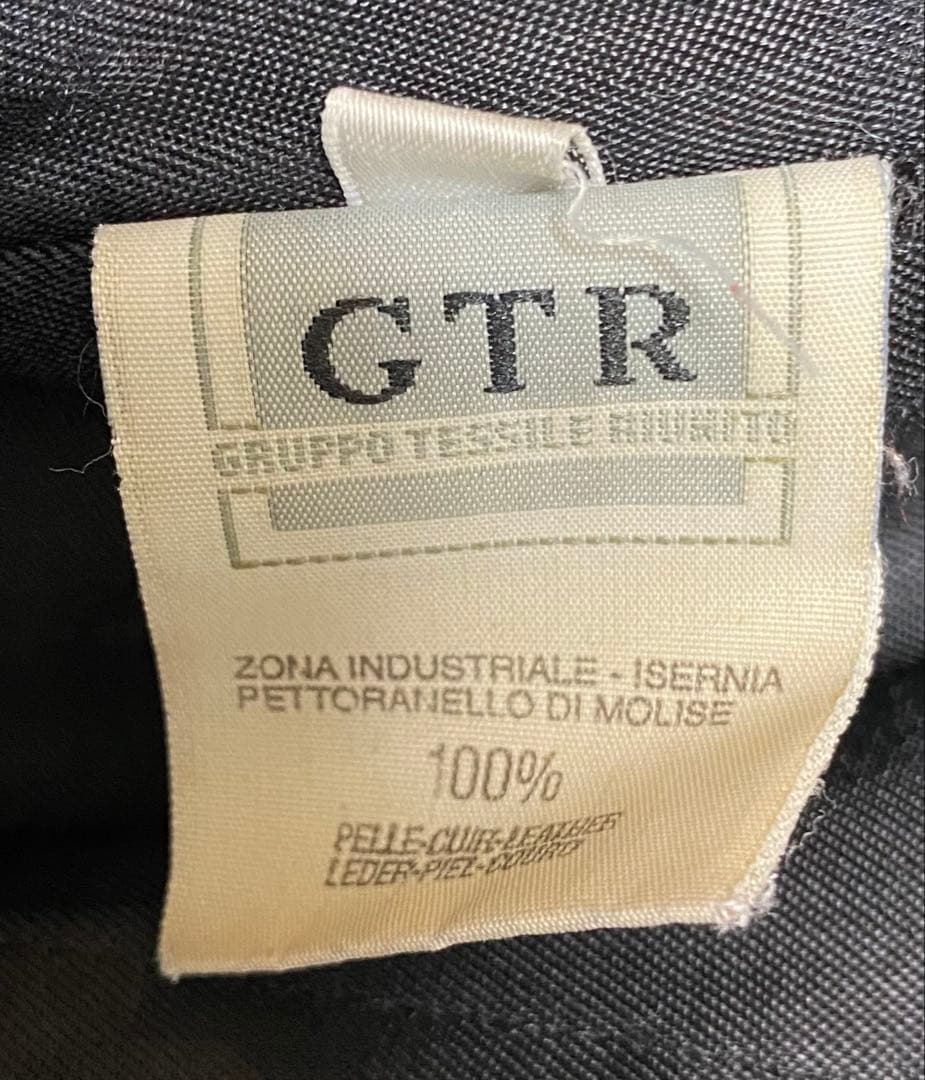 GTR
GRUPPO TESSILE RIUNITO
ZONA INDUSTRIALE - ISERNIA
PETTORANELLO DI MOLISE
100%
PELLE-CUIR-LEATHER
LEDER-PIEL-COURO